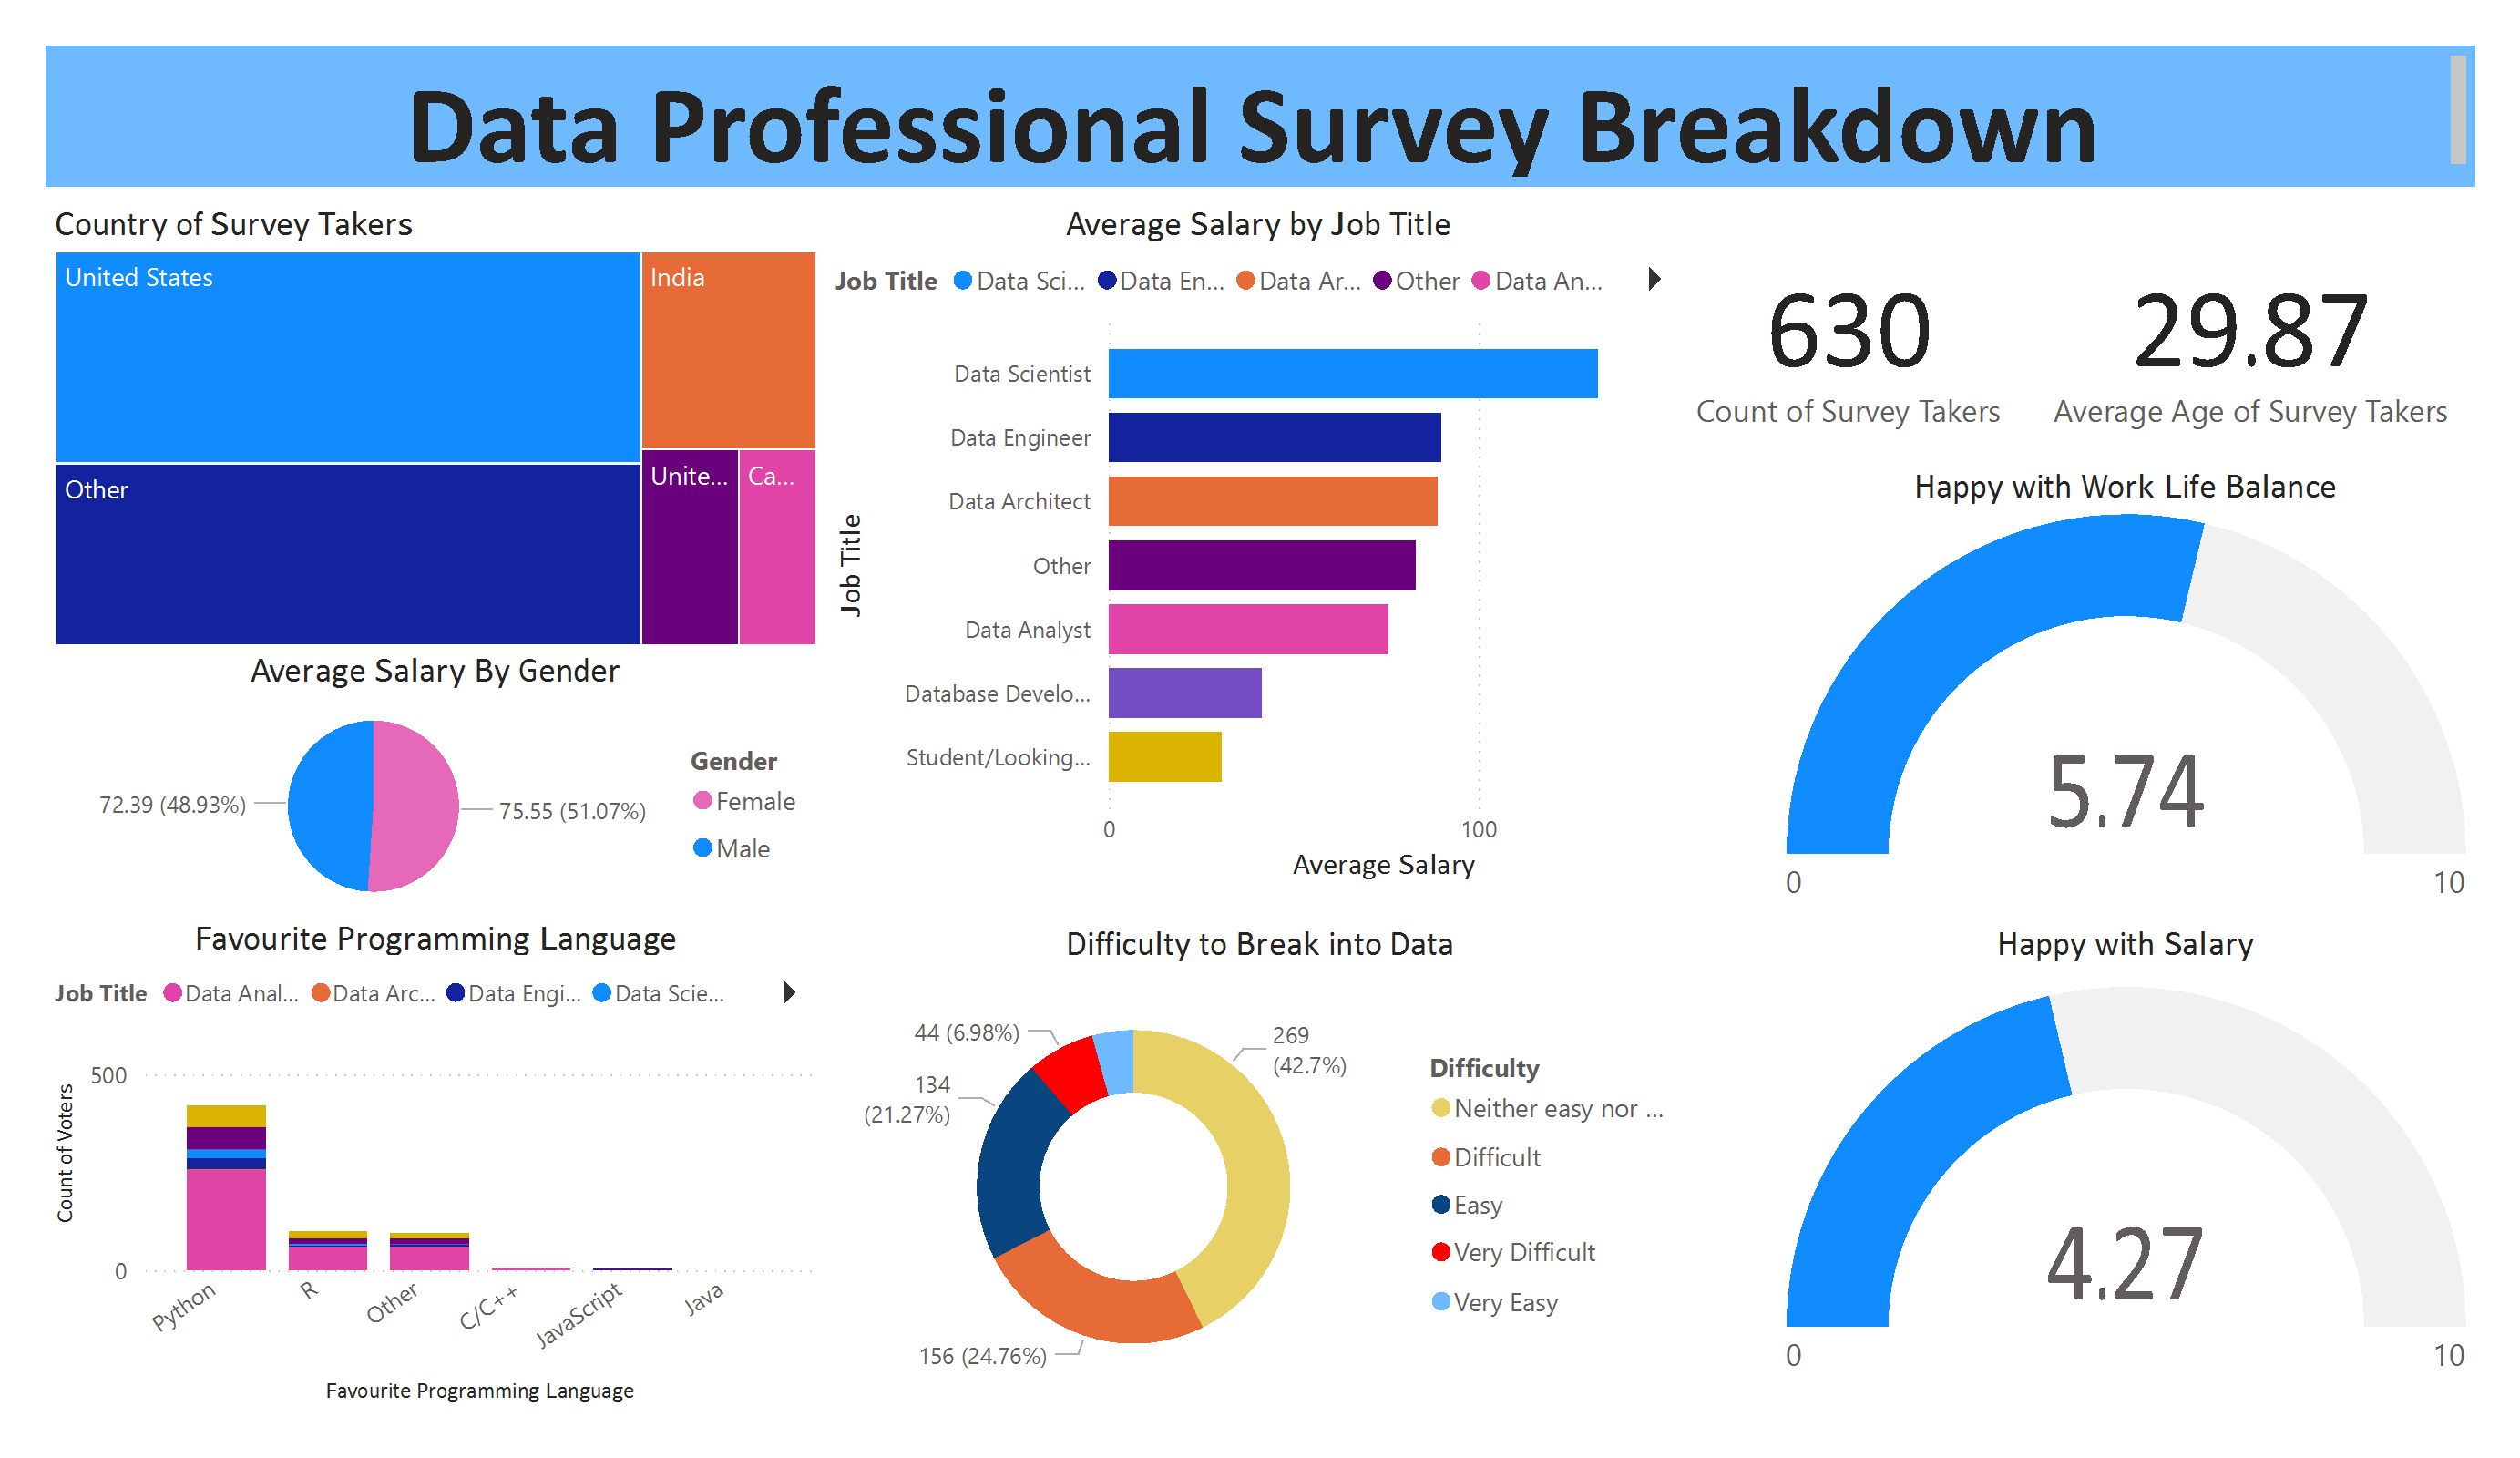 Data Professional Survey Breakdown
Country of Survey Takers
United States
India
Other
Unite...
Ca...
Average Salary by Job Title
Job Title Data Sci... Data En... Data Ar... Other Data An...
Job Title
Data Scientist
Data Engineer
Data Architect
Other
Data Analyst
Database Develo...
Student/Looking...
0 100
Average Salary
630
Count of Survey Takers
29.87
Average Age of Survey Takers
Happy with Work Life Balance
5.74
0 10
Average Salary By Gender
72.39 (48.93%)
75.55 (51.07%)
Gender
Female
Male
Favourite Programming Language
Job Title Data Anal... Data Arc... Data Engi... Data Scie...
Count of Voters
500
0
Python R Other C/C++ JavaScript Java
Favourite Programming Language
Difficulty to Break into Data
44 (6.98%)
269
(42.7%)
134
(21.27%)
156 (24.76%)
Difficulty
Neither easy nor ...
Difficult
Easy
Very Difficult
Very Easy
Happy with Salary
4.27
0 10